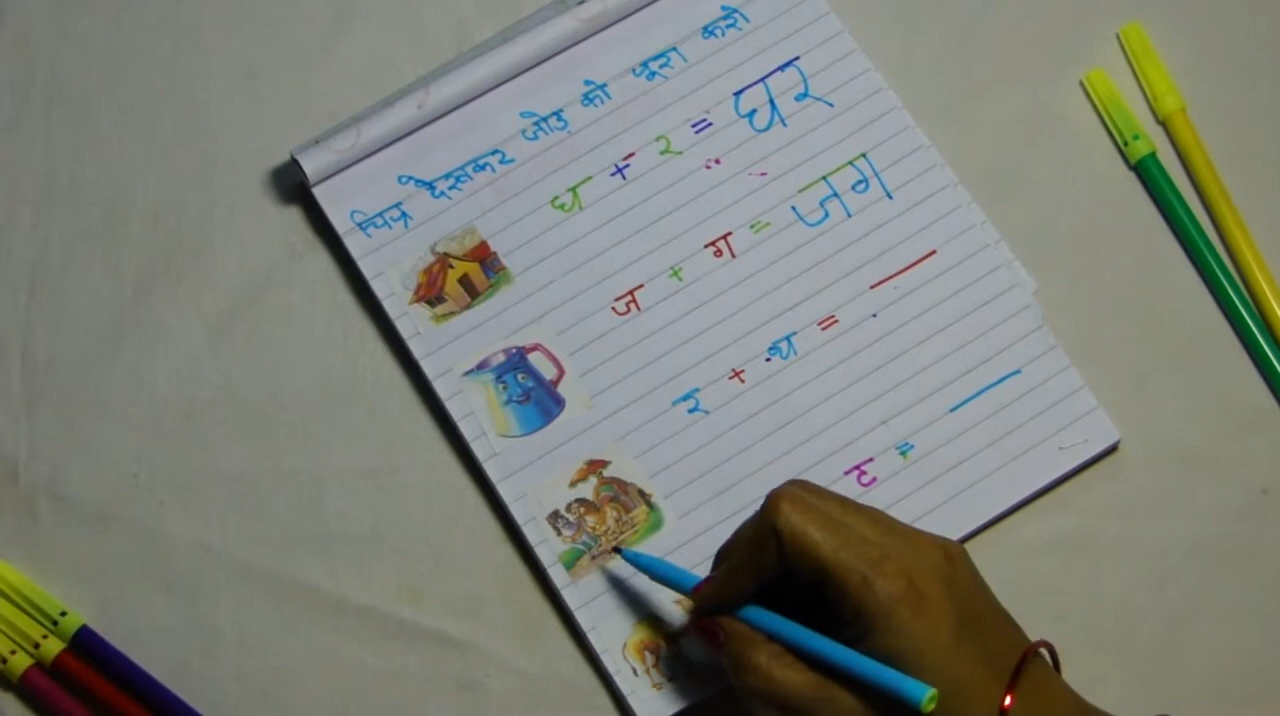 चित्र देखकर जोड़ को पूरा करो
घ + र = घर
ज + ग = जग
र + थ =
ट =